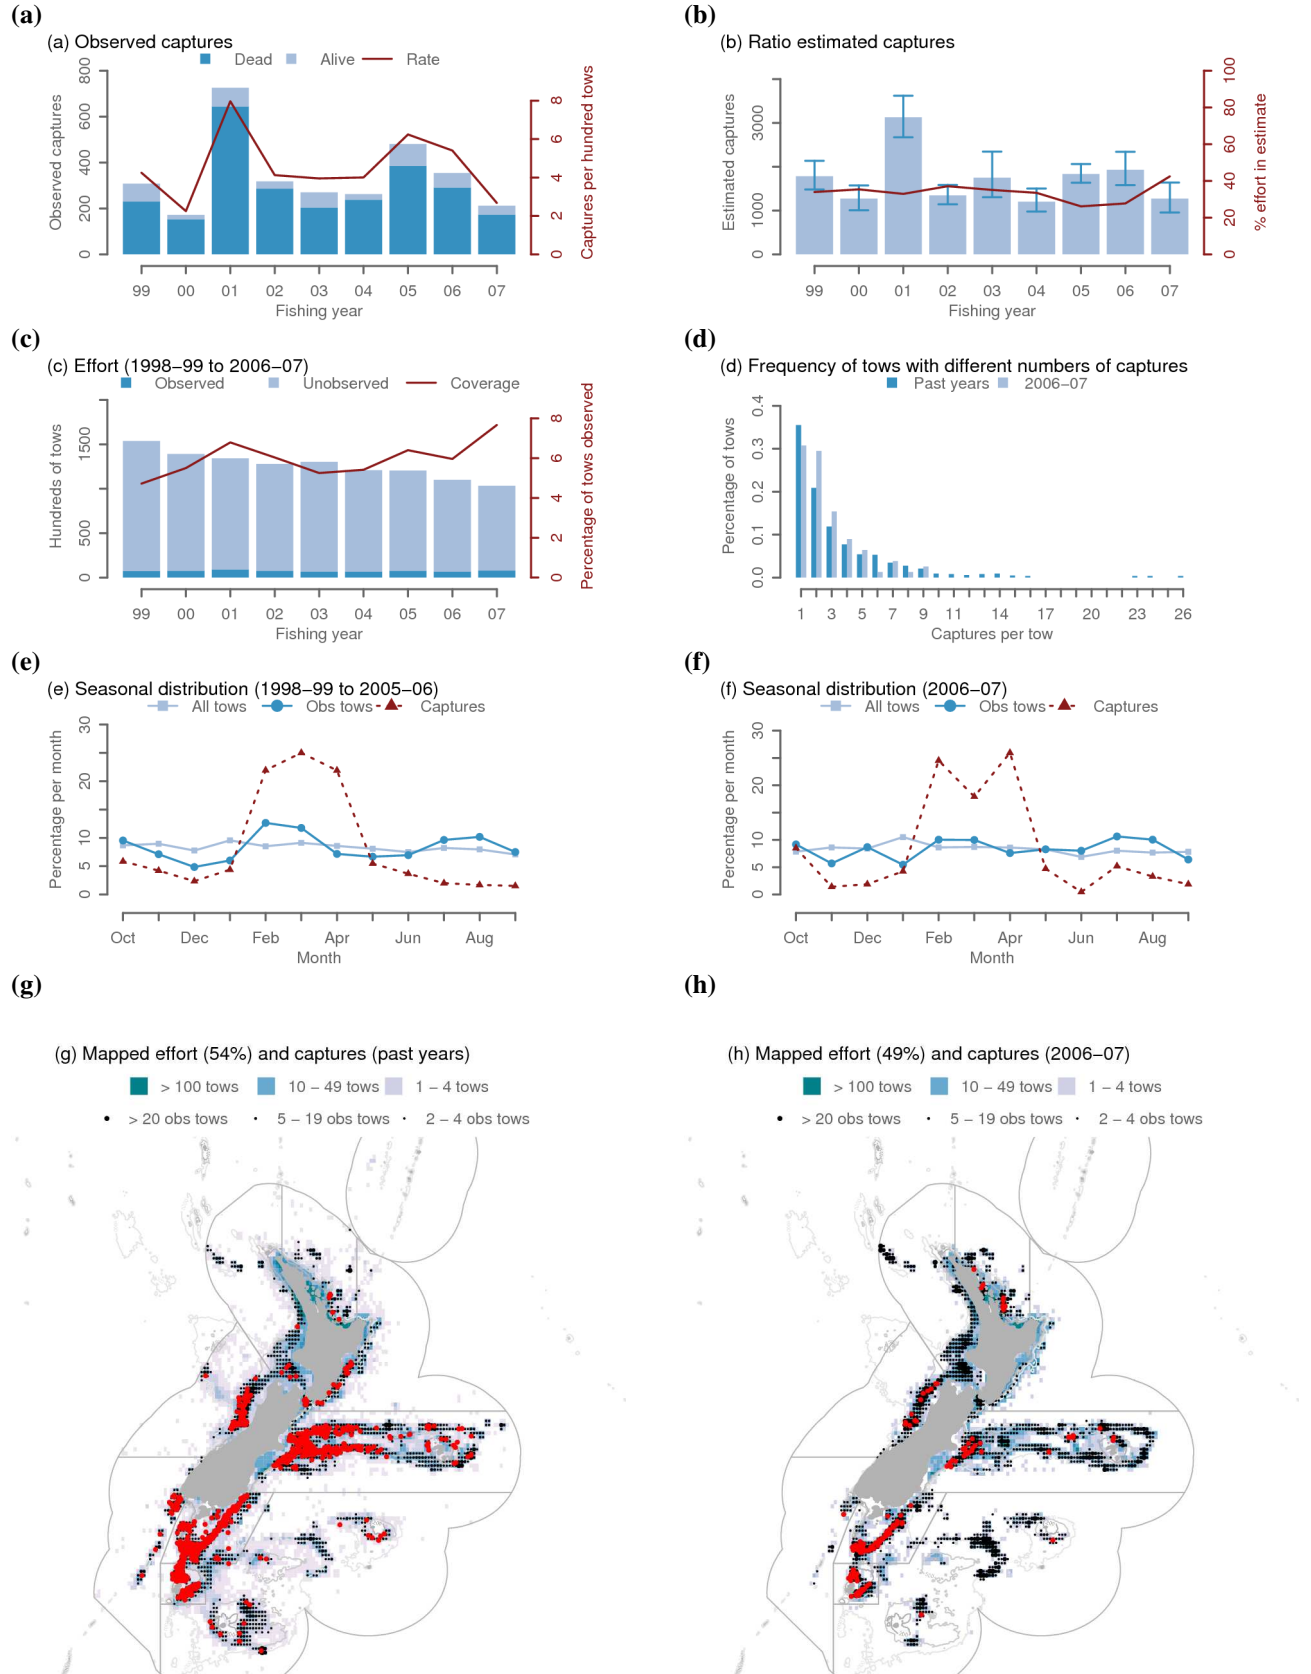 (a)
(a) Observed captures
Dead Alive Rate
Observed captures
0 200 400 600 800
Captures per hundred tows
0 2 4 6 8
99 00 01 02 03 04 05 06 07
Fishing year
(b)
(b) Ratio estimated captures
Estimated captures
0 1000 3000
% effort in estimate
0 20 40 60 80 100
99 00 01 02 03 04 05 06 07
Fishing year
(c)
(c) Effort (1998–99 to 2006–07)
Observed Unobserved Coverage
Hundreds of tows
0 500 1500
Percentage of tows observed
0 2 4 6 8
99 00 01 02 03 04 05 06 07
Fishing year
(d)
(d) Frequency of tows with different numbers of captures
Past years 2006–07
Percentage of tows
0.0 0.1 0.2 0.3 0.4
1 3 5 7 9 11 14 17 20 23 26
Captures per tow
(e)
(e) Seasonal distribution (1998–99 to 2005–06)
All tows Obs tows Captures
Percentage per month
0 5 10 20 30
Oct Dec Feb Apr Jun Aug
Month
(f)
(f) Seasonal distribution (2006–07)
All tows Obs tows Captures
Percentage per month
0 5 10 20 30
Oct Dec Feb Apr Jun Aug
Month
(g)
(g) Mapped effort (54%) and captures (past years)
> 100 tows 10 – 49 tows 1 – 4 tows
> 20 obs tows 5 – 19 obs tows 2 – 4 obs tows
(h)
(h) Mapped effort (49%) and captures (2006–07)
> 100 tows 10 – 49 tows 1 – 4 tows
> 20 obs tows 5 – 19 obs tows 2 – 4 obs tows